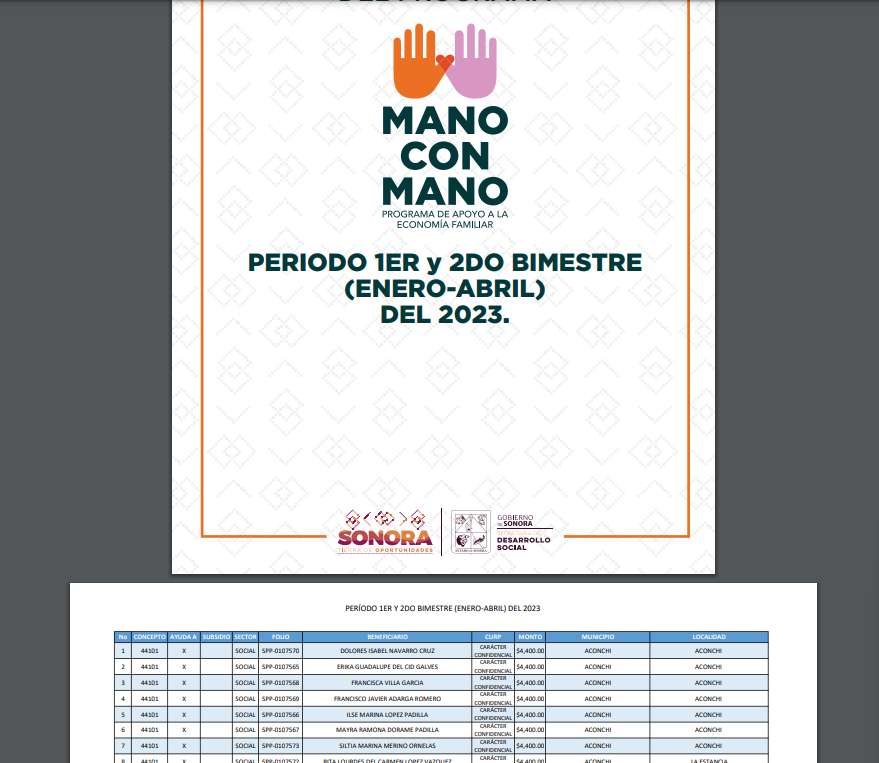 DEL PROGRAMA
MANO
CON
MANO
PROGRAMA DE APOYO A LA
ECONOMÍA FAMILIAR
PERIODO 1ER y 2DO BIMESTRE
(ENERO-ABRIL)
DEL 2023.
SONORA
TIERRA DE OPORTUNIDADES
GOBIERNO
DE SONORA
DESARROLLO
SOCIAL
PERÍODO 1ER Y 2DO BIMESTRE (ENERO-ABRIL) DEL 2023
No CONCEPTO AYUDA A SUBSIDIO SECTOR FOLIO BENEFICIARIO CURP MONTO MUNICIPIO LOCALIDAD
1 44101 X SOCIAL SPP-0107570 DOLORES ISABEL NAVARRO CRUZ CARÁCTER CONFIDENCIAL $4,400.00 ACONCHI ACONCHI
2 44101 X SOCIAL SPP-0107565 ERIKA GUADALUPE DEL CID GALVES CARÁCTER CONFIDENCIAL $4,400.00 ACONCHI ACONCHI
3 44101 X SOCIAL SPP-0107568 FRANCISCA VILLA GARCIA CARÁCTER CONFIDENCIAL $4,400.00 ACONCHI ACONCHI
4 44101 X SOCIAL SPP-0107569 FRANCISCO JAVIER ADARGA ROMERO CARÁCTER CONFIDENCIAL $4,400.00 ACONCHI ACONCHI
5 44101 X SOCIAL SPP-0107566 ILSE MARINA LOPEZ PADILLA CARÁCTER CONFIDENCIAL $4,400.00 ACONCHI ACONCHI
6 44101 X SOCIAL SPP-0107567 MAYRA RAMONA DORAME PADILLA CARÁCTER CONFIDENCIAL $4,400.00 ACONCHI ACONCHI
7 44101 X SOCIAL SPP-0107573 SILTIA MARINA MERINO ORNELAS CARÁCTER CONFIDENCIAL $4,400.00 ACONCHI ACONCHI
8 44101 X SOCIAL SPP-0107572 RITA LOURDES DEL CARMEN LOPEZ VAZQUEZ CARÁCTER $4,400.00 ACONCHI LA ESTANCIA